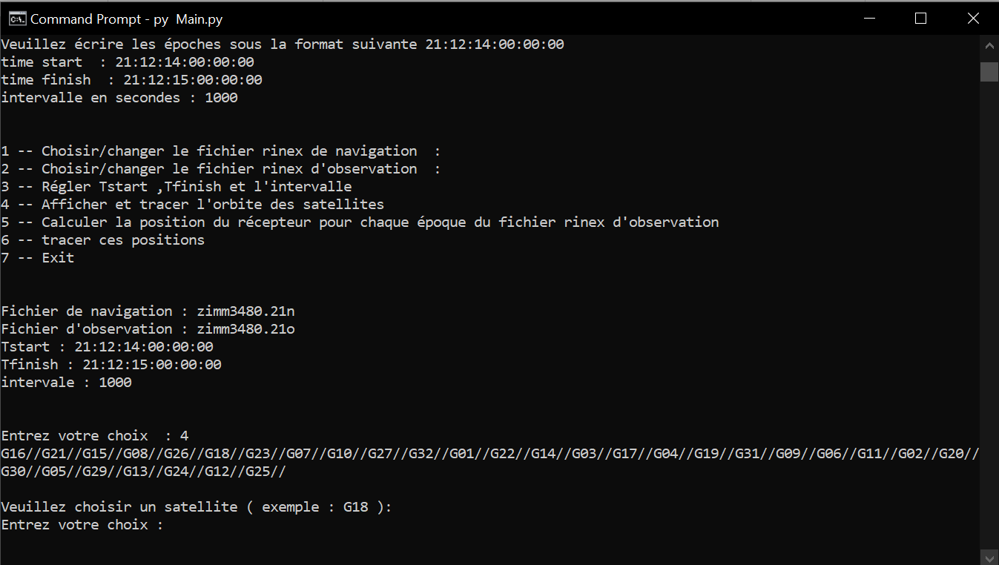 Command Prompt - py  Main.py
Veuillez écrire les époches sous la format suivante 21:12:14:00:00:00
time start  : 21:12:14:00:00:00
time finish  : 21:12:15:00:00:00
intervalle en secondes : 1000
1 -- Choisir/changer le fichier rinex de navigation  :
2 -- Choisir/changer le fichier rinex d'observation  :
3 -- Régler Tstart ,Tfinish et l'intervalle
4 -- Afficher et tracer l'orbite des satellites
5 -- Calculer la position du récepteur pour chaque époque du fichier rinex d'observation
6 -- tracer ces positions
7 -- Exit
Fichier de navigation : zimm3480.21n
Fichier d'observation : zimm3480.21o
Tstart : 21:12:14:00:00:00
Tfinish : 21:12:15:00:00:00
intervale : 1000
Entrez votre choix  : 4
G16//G21//G15//G08//G26//G18//G23//G07//G10//G27//G32//G01//G22//G14//G03//G17//G04//G19//G31//G09//G06//G11//G02//G20//
G30//G05//G29//G13//G24//G12//G25//
Veuillez choisir un satellite ( exemple : G18 ):
Entrez votre choix :